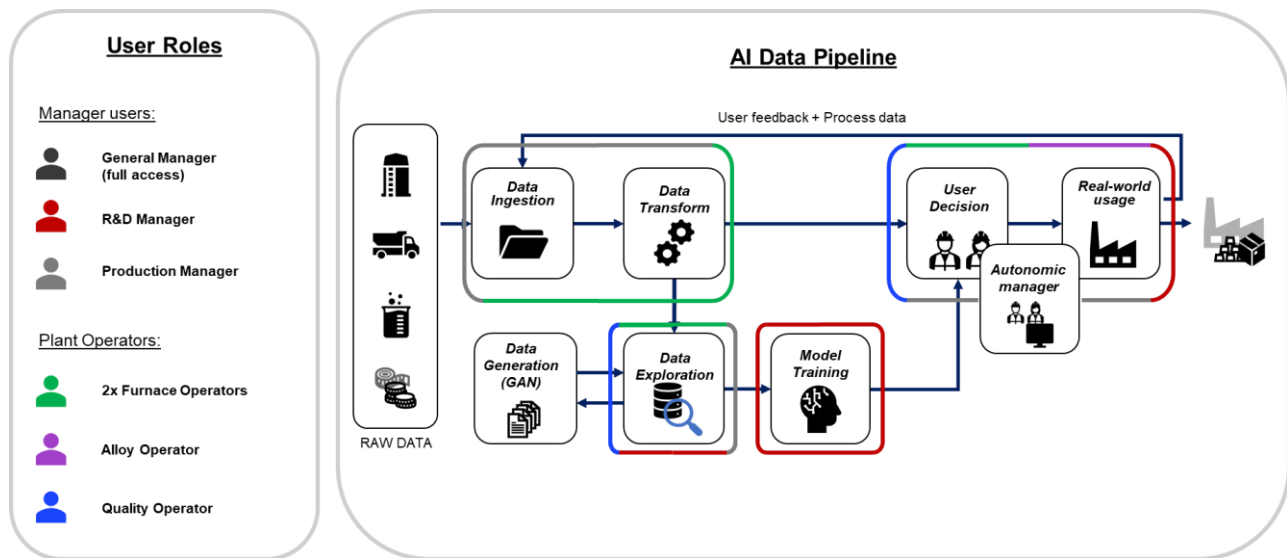 User Roles
Manager users:
General Manager
(full access)
R&D Manager
Production Manager
Plant Operators:
2x Furnace Operators
Alloy Operator
Quality Operator
AI Data Pipeline
User feedback + Process data
RAW DATA
Data
Ingestion
Data
Transform
User
Decision
Real-world
usage
Autonomic
manager
Data
Generation
(GAN)
Data
Exploration
Model
Training